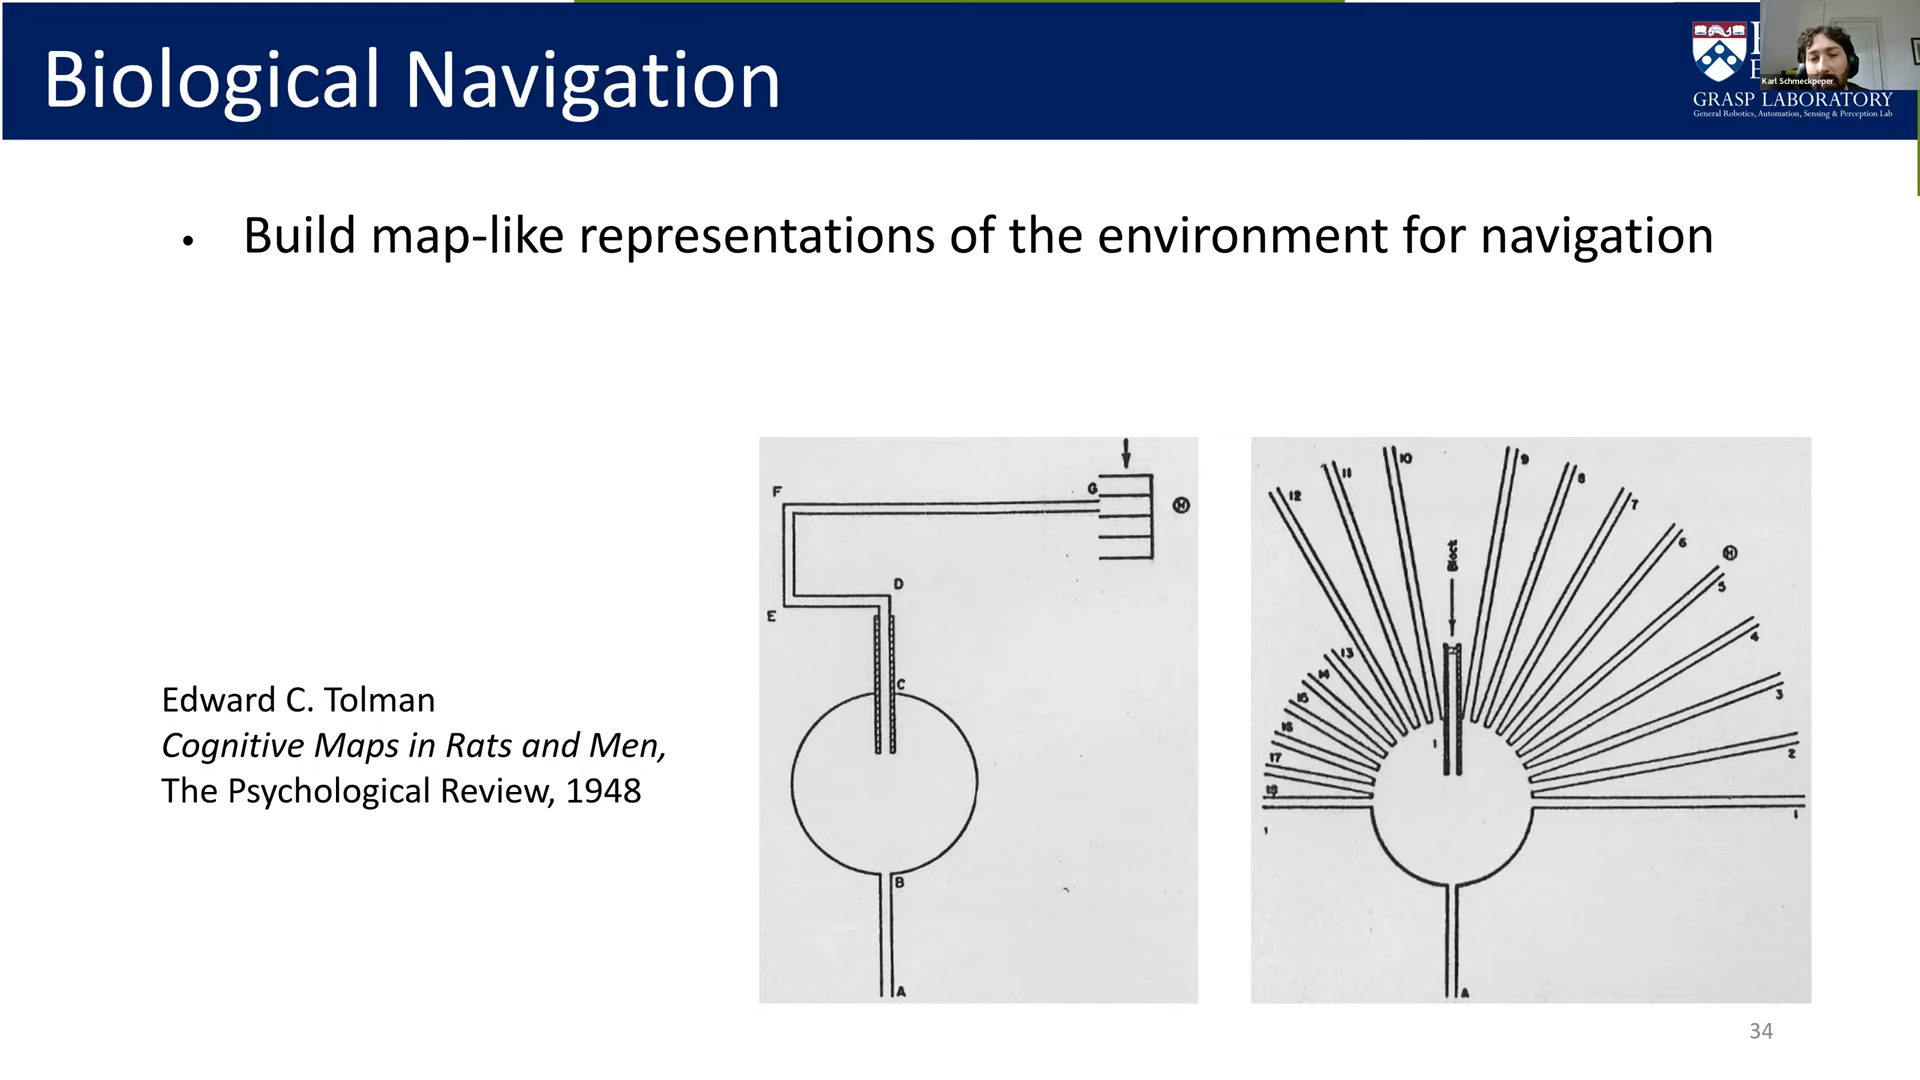 Biological Navigation
Karl Schmeckpeper
GRASP LABORATORY
General Robotics, Automation, Sensing & Perception Lab
• Build map-like representations of the environment for navigation
Edward C. Tolman
Cognitive Maps in Rats and Men,
The Psychological Review, 1948
F
G
H
D
E
C
B
A
10
9
11
8
12
7
Block
6
H
5
4
13
14
3
15
16
1
2
17
18
1
1
A
34